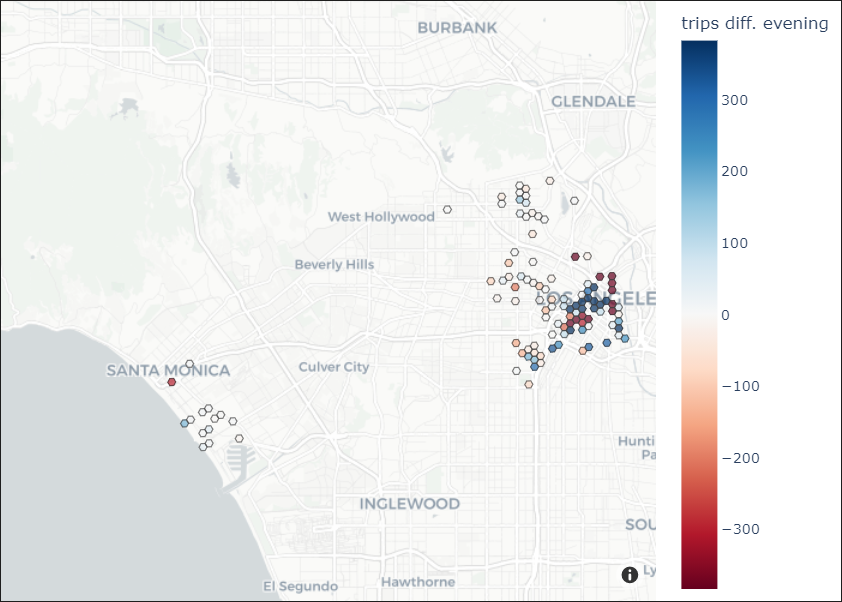 BURBANK
GLENDALE
West Hollywood
Beverly Hills
LOS ANGELE
SANTA MONICA
Culver City
Hunti
Pa
INGLEWOOD
SOU
El Segundo
Hawthorne
Ly
trips diff. evening
300
200
100
0
−100
−200
−300